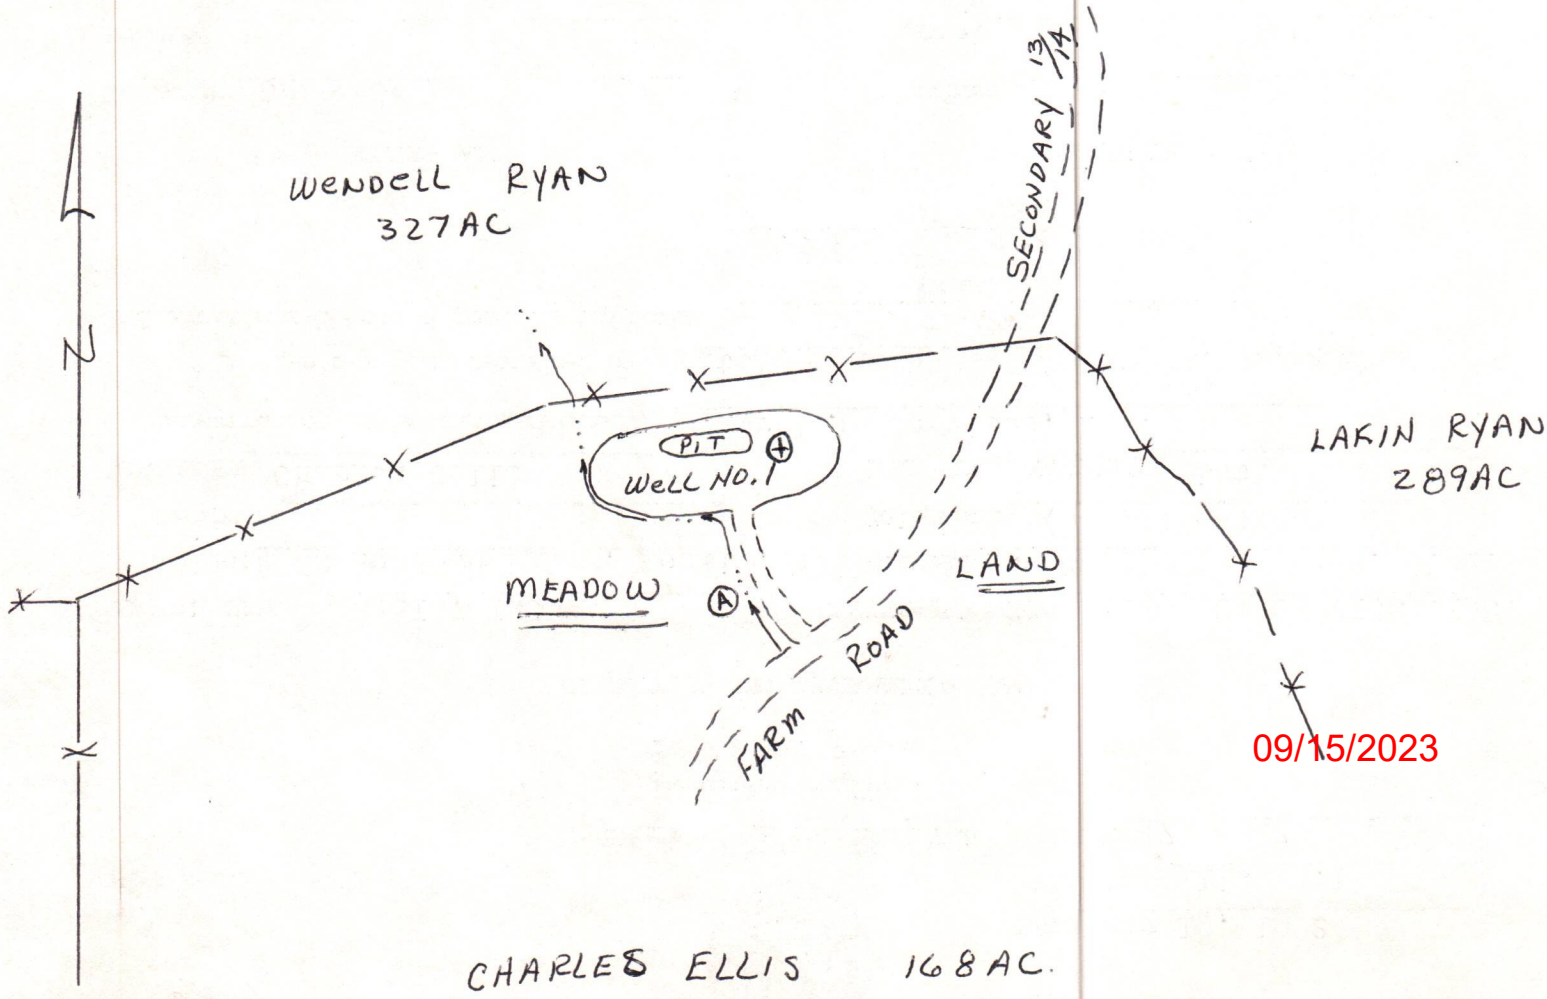 SECONDARY 13/14
WENDELL RYAN
327AC
N
LAKIN RYAN
289AC
PIT
WELL NO. 1
MEADOW
A
LAND
FARM ROAD
09/15/2023
CHARLES ELLIS 168AC.